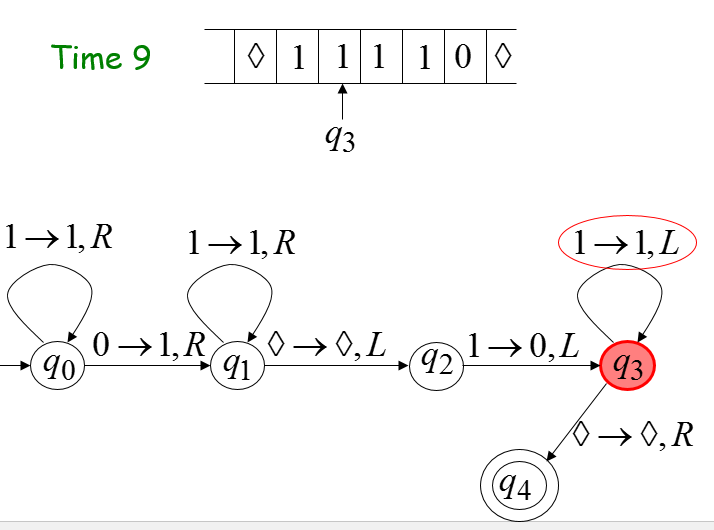 Time 9
◊ 1 1 1 1 0 ◊
q3
1 → 1, R
1 → 1, R
1 → 1, L
0 → 1, R
◊ → ◊, L
1 → 0, L
q0
q1
q2
q3
◊ → ◊, R
q4